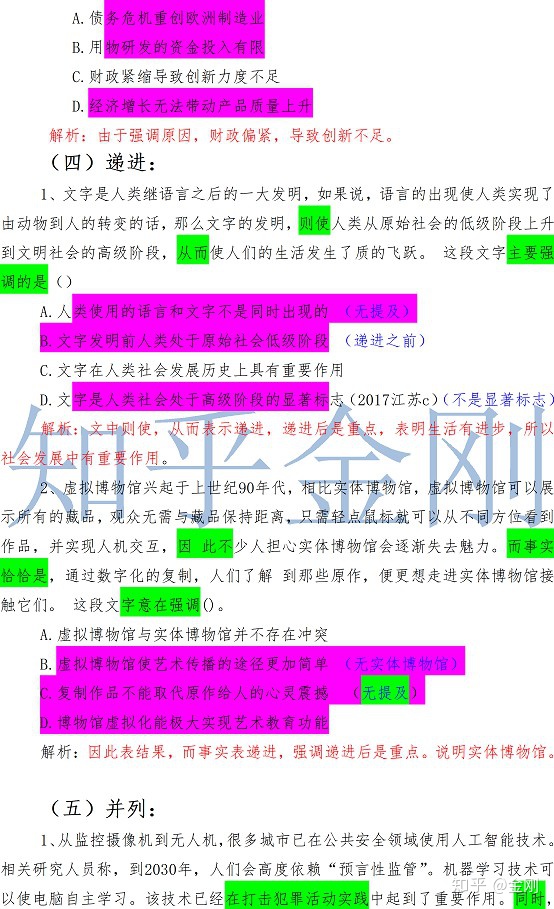 A.债务危机重创欧洲制造业
B.用物研发的资金投入有限
C.财政紧缩导致创新力度不足
D.经济增长无法带动产品质量上升
解析：由于强调原因，财政偏紧，导致创新不足。
（四）递进：
1、文字是人类继语言之后的一大发明，如果说，语言的出现使人类实现了
由动物到人的转变的话，那么文字的发明，则使人类从原始社会的低级阶段上升
到文明社会的高级阶段，从而使人们的生活发生了质的飞跃。 这段文字主要强
调的是（）
A.人类使用的语言和文字不是同时出现的 （无提及）
B.文字发明前人类处于原始社会低级阶段 （递进之前）
C.文字在人类社会发展历史上具有重要作用
D.文字是人类社会处于高级阶段的显著标志（2017江苏c）（不是显著标志）
解析：文中则使，从而表示递进，递进后是重点，表明生活有进步，所以
社会发展中有重要作用。
2、虚拟博物馆兴起于上世纪90年代，相比实体博物馆，虚拟博物馆可以展
示所有的藏品，观众无需与藏品保持距离，只需轻点鼠标就可以从不同方位看到
作品，并实现人机交互，因 此不少人担心实体博物馆会逐渐失去魅力。而事实
恰恰是，通过数字化的复制，人们了解 到那些原作，便更想走进实体博物馆接
触它们。 这段文字意在强调()。
A.虚拟博物馆与实体博物馆并不存在冲突
B.虚拟博物馆使艺术传播的途径更加简单 （无实体博物馆）
C.复制作品不能取代原作给人的心灵震撼 （无提及）
D.博物馆虚拟化能极大实现艺术教育功能
解析：因此表结果，而事实表递进，强调递进后是重点。说明实体博物馆。
（五）并列：
1、从监控摄像机到无人机,很多城市已在公共安全领域使用人工智能技术。
相关研究人员称，到2030年，人们会高度依赖“预言性监管”。机器学习技术可
以使电脑自主学习。该技术已经在打击犯罪活动实践中起到了重要作用。同时，
知乎金刚
知乎 @金刚